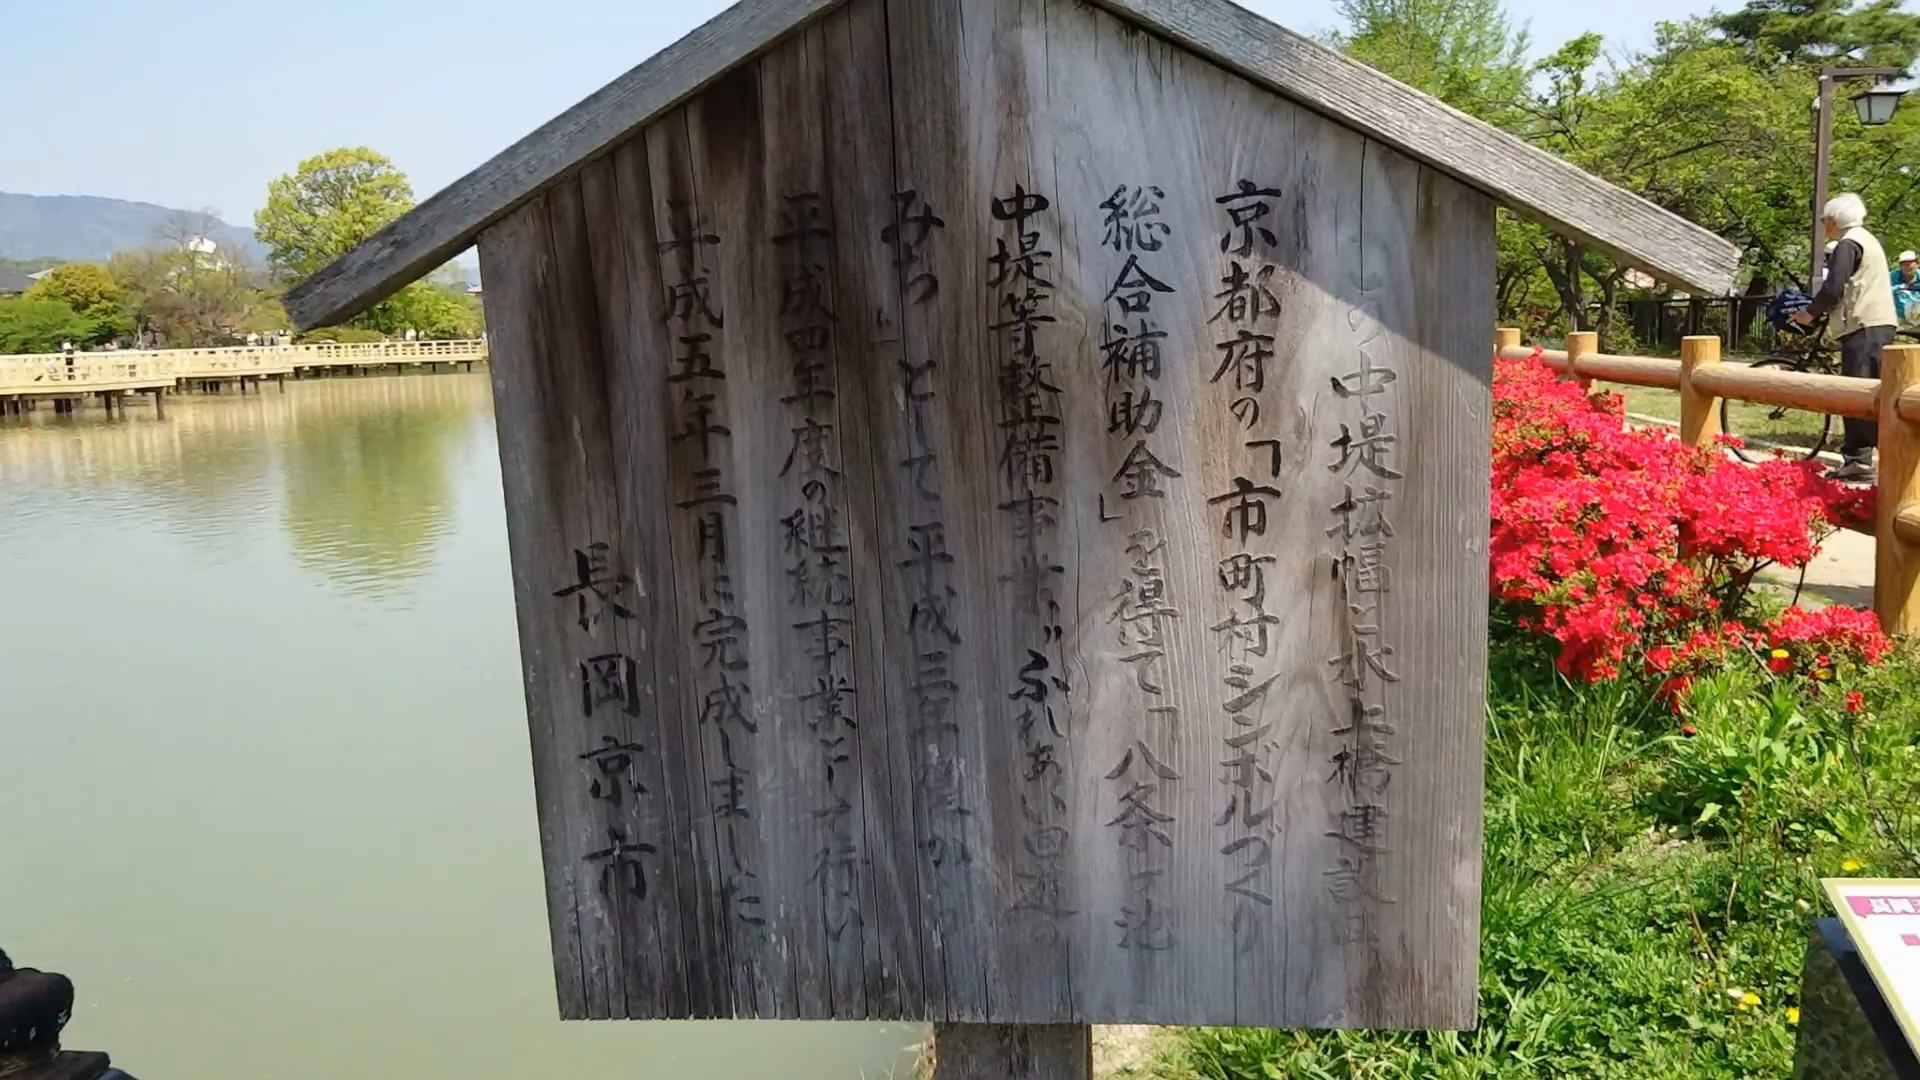 この中堤拡幅と水上橋建設は
京都府の「市町村シンボルづくり
総合補助金」を得て「八条ヶ池
中堤等整備事業〝ふれあい回遊の
みち〟として平成三年度から
平成四年度の継続事業として行い
平成五年三月に完成しました
長岡京市